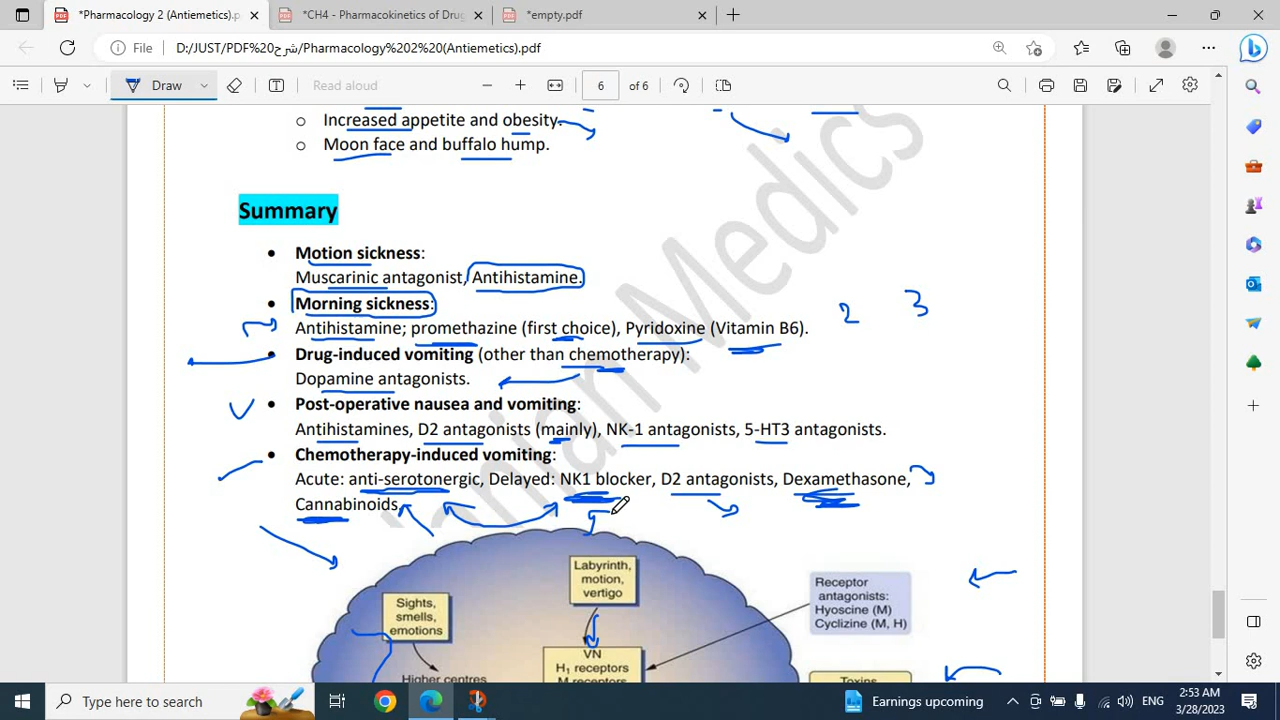 *Pharmacology 2 (Antiemetics).p
*CH4 - Pharmacokinetics of Drug
*empty.pdf
File
D:/JUST/PDF%20شرح/Pharmacology%202%20(Antiemetics).pdf
Draw
Read aloud
6
of 6
Increased appetite and obesity.
Moon face and buffalo hump.
Summary
Motion sickness:
Muscarinic antagonist, Antihistamine.
Morning sickness:
Antihistamine; promethazine (first choice), Pyridoxine (Vitamin B6).
2 3
Drug-induced vomiting (other than chemotherapy):
Dopamine antagonists.
Post-operative nausea and vomiting:
Antihistamines, D2 antagonists (mainly), NK-1 antagonists, 5-HT3 antagonists.
Chemotherapy-induced vomiting:
Acute: anti-serotonergic, Delayed: NK1 blocker, D2 antagonists, Dexamethasone,
Cannabinoids.
Labyrinth,
motion,
vertigo
Sights,
smells,
emotions
Receptor
antagonists:
Hyoscine (M)
Cyclizine (M, H)
VN
H1 receptors
M receptors
Higher centres
Toxins
Medics
Type here to search
Earnings upcoming
ENG
2:53 AM
3/28/2023